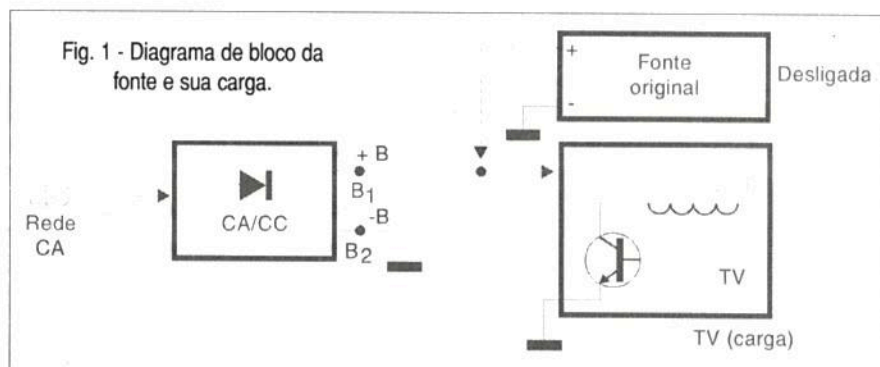 Fig. 1 - Diagrama de bloco da
fonte e sua carga.
+
Fonte
original
-
Desligada
Rede
CA
CA/CC
+ B
B1
-B
B2
TV
TV (carga)